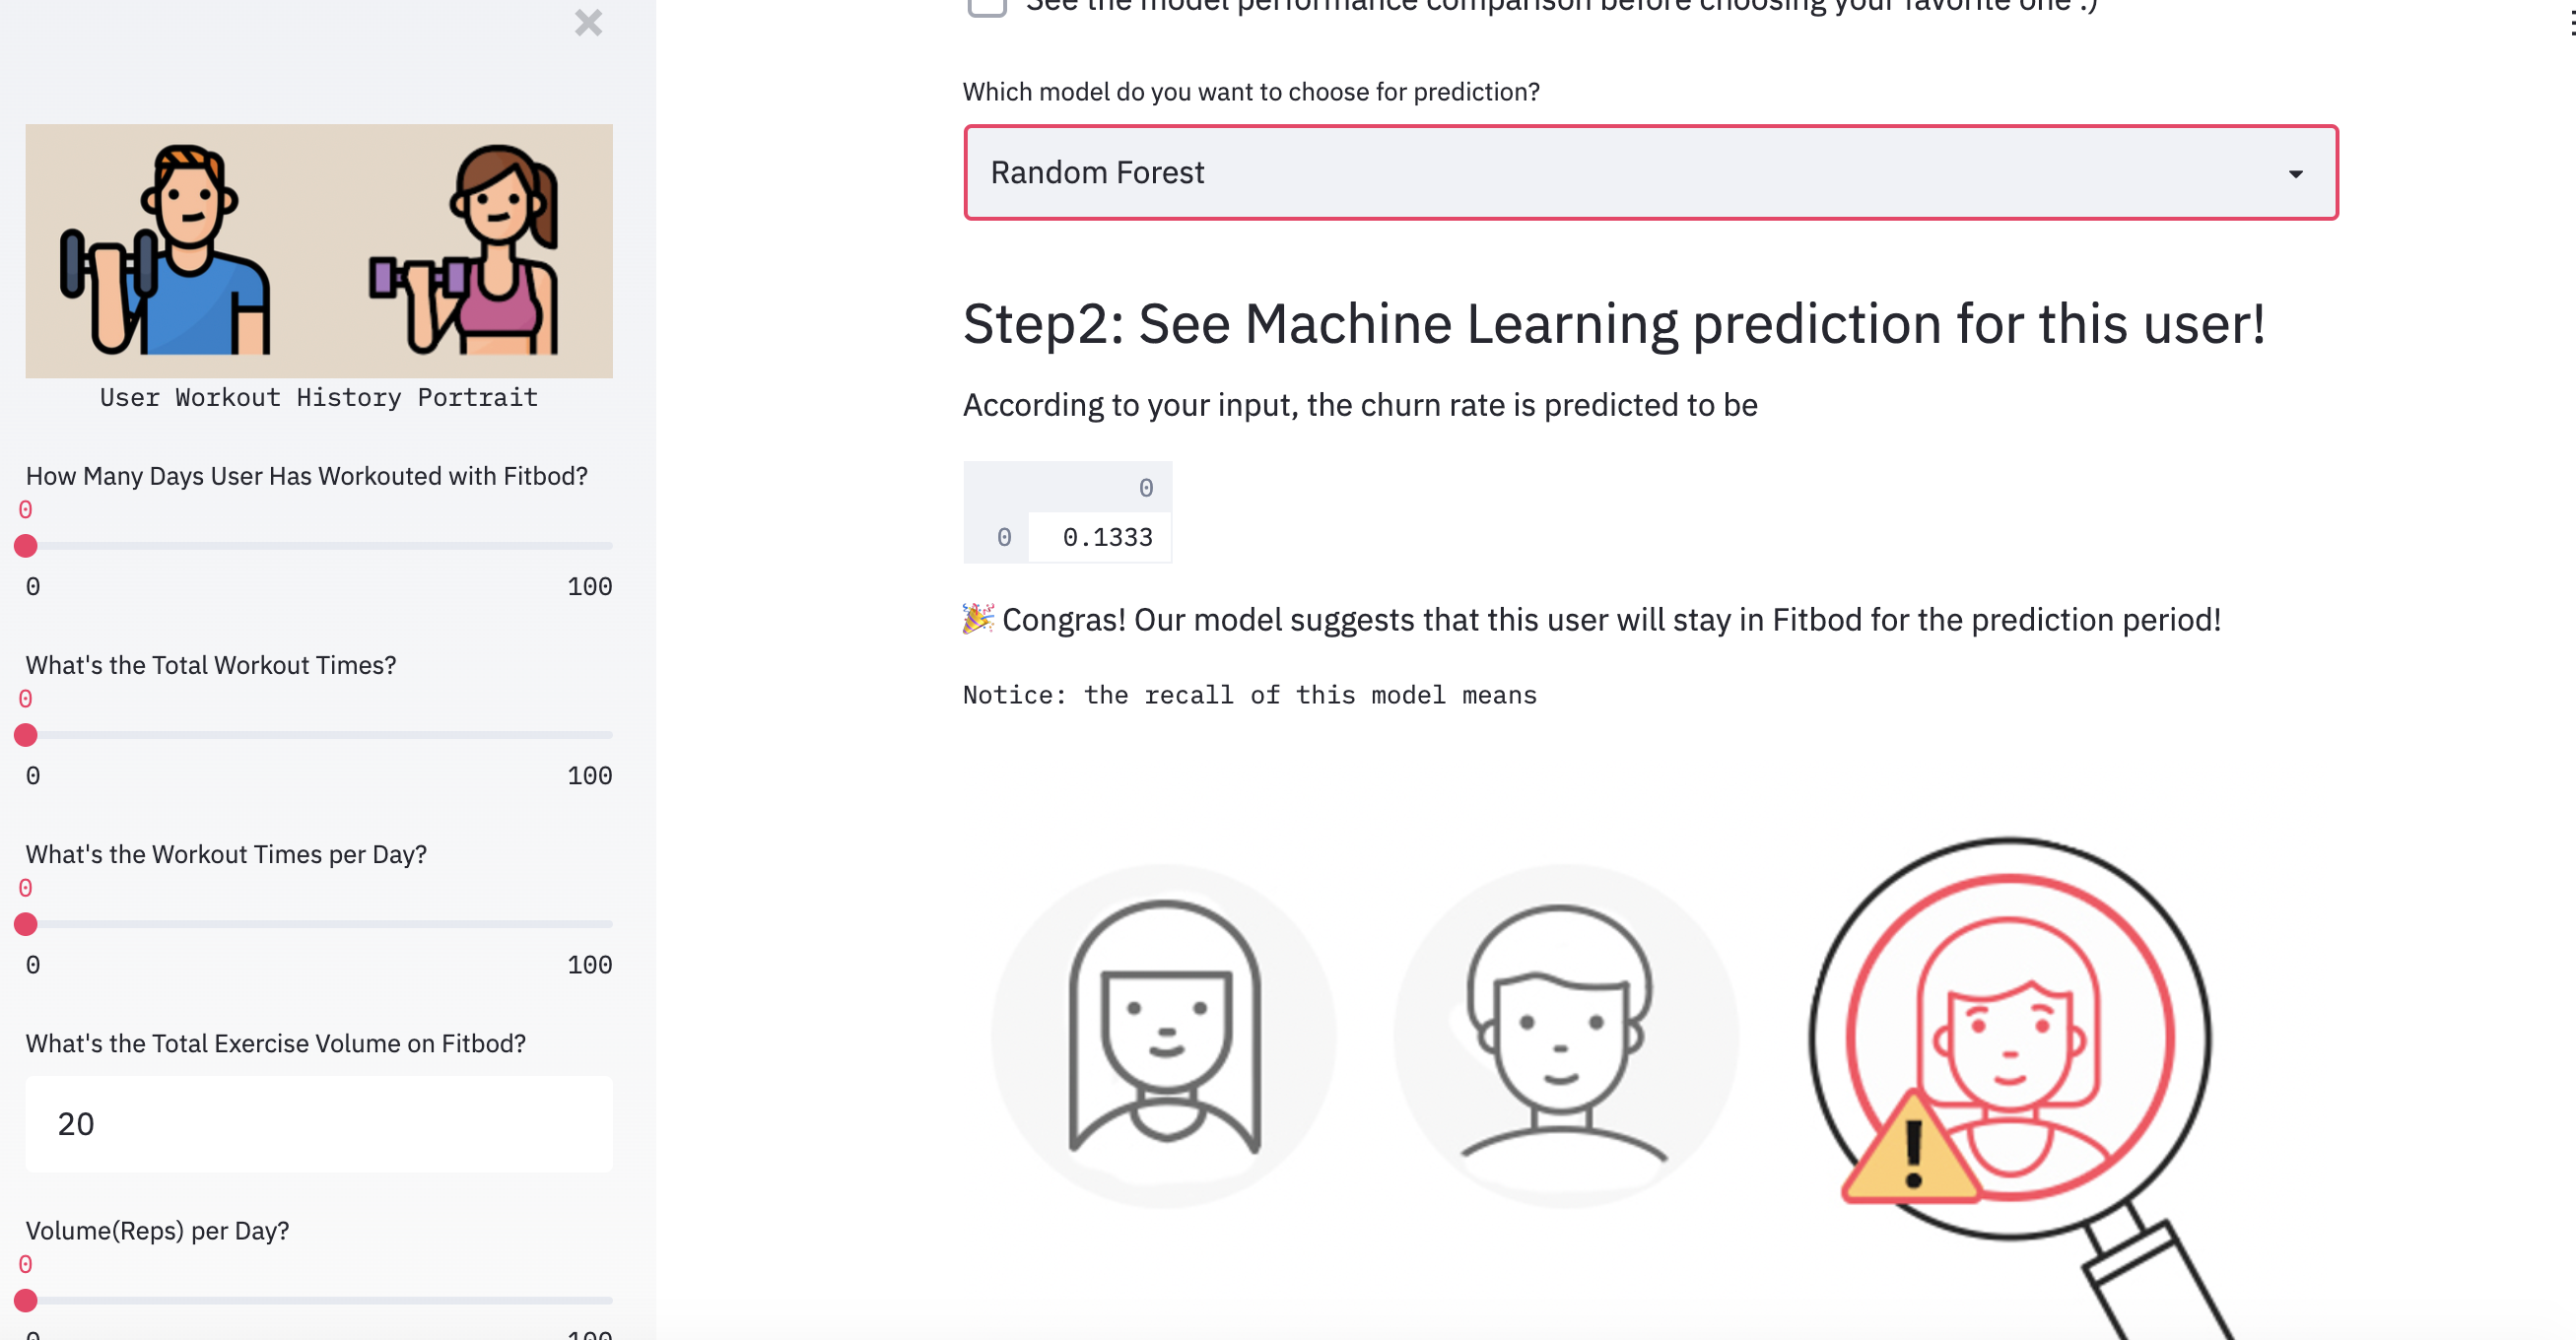 ×
User Workout History Portrait
How Many Days User Has Workouted with Fitbod?
0
0 100
What's the Total Workout Times?
0
0 100
What's the Workout Times per Day?
0
0 100
What's the Total Exercise Volume on Fitbod?
20
Volume(Reps) per Day?
0
0 100
See the model performance comparison before choosing your favorite one :)
Which model do you want to choose for prediction?
Random Forest
Step2: See Machine Learning prediction for this user!
According to your input, the churn rate is predicted to be
0
0 0.1333
🎉 Congras! Our model suggests that this user will stay in Fitbod for the prediction period!
Notice: the recall of this model means
!